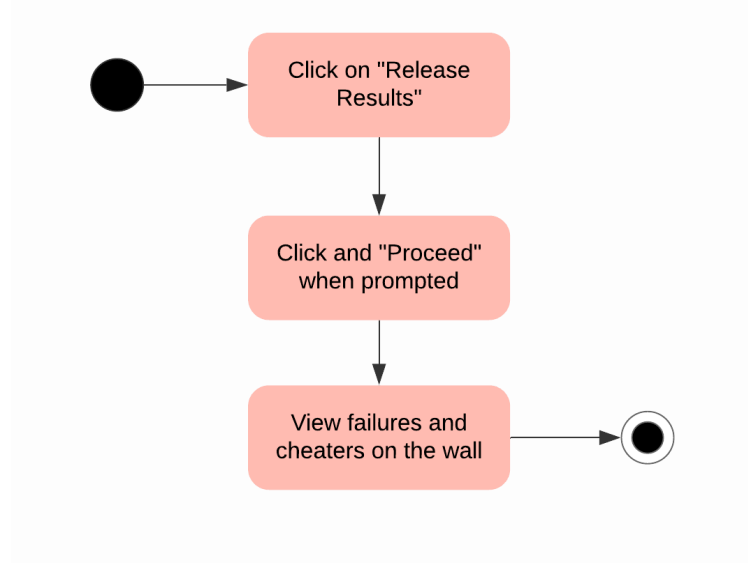 Click on "Release
Results"
Click and "Proceed"
when prompted
View failures and
cheaters on the wall